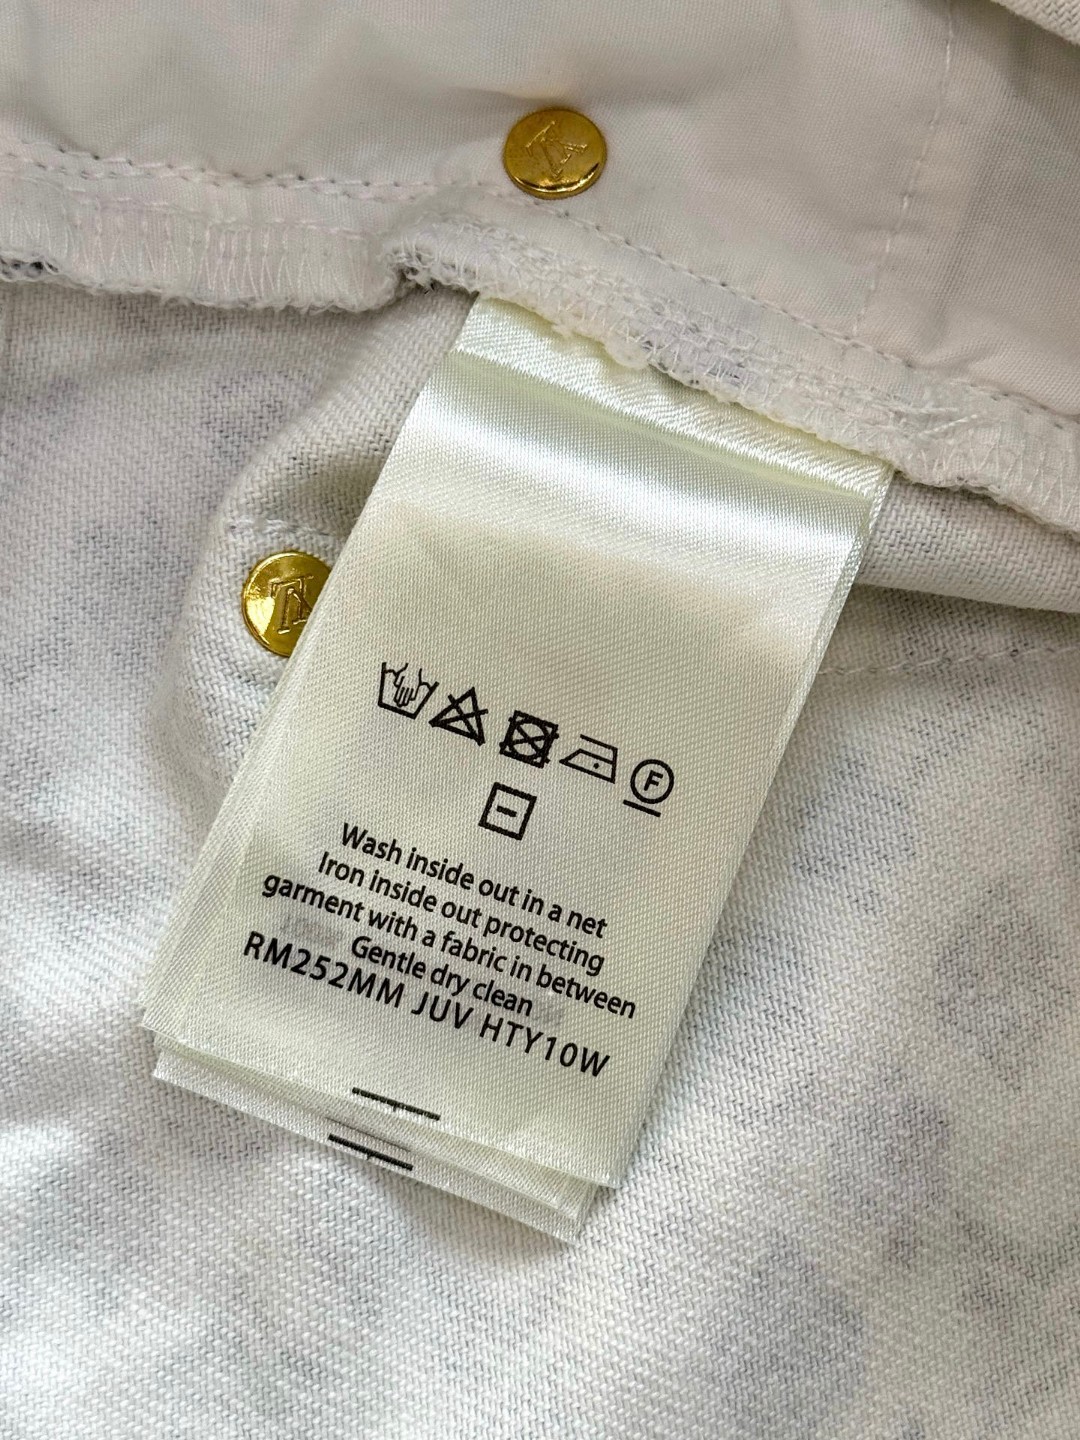 F
Wash inside out in a net
Iron inside out protecting
garment with a fabric in between
Gentle dry clean
RM252MM JUV HTY10W